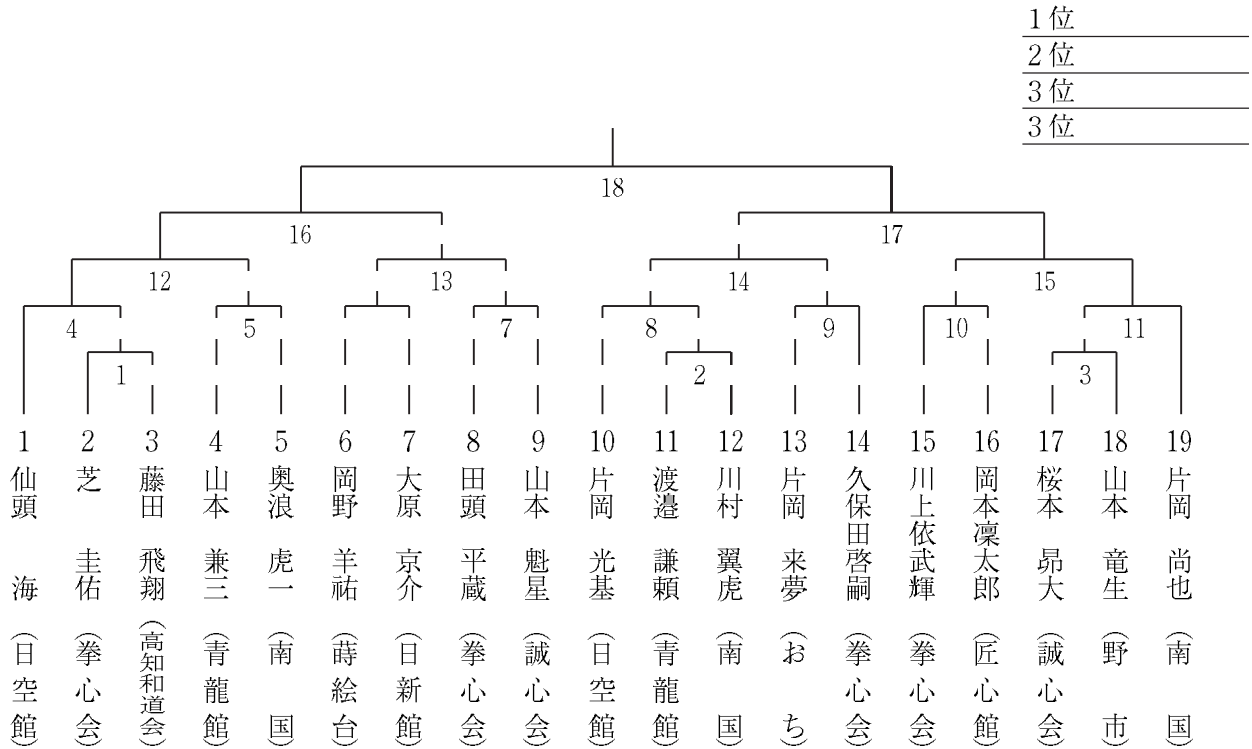 1位
2位
3位
3位
18
16
17
12
13
14
15
4
5
7
8
9
10
11
1
2
3
1 仙頭 海 (日空館)
2 芝 圭佑 (拳心会)
3 藤田 飛翔 (高知和道会)
4 山本 兼三 (青龍館)
5 奥浪 虎一 (南国)
6 岡野 羊祐 (蒔絵台)
7 大原 京介 (日新館)
8 田頭 平蔵 (拳心会)
9 山本 魁星 (誠心会)
10 片岡 光基 (日空館)
11 渡邉 謙頼 (青龍館)
12 川村 翼虎 (南国)
13 片岡 来夢 (おち)
14 久保田啓嗣 (拳心会)
15 川上依武輝 (拳心会)
16 岡本凜太郎 (匠心館)
17 桜本 昴大 (誠心会)
18 山本 竜生 (野市)
19 片岡 尚也 (南国)